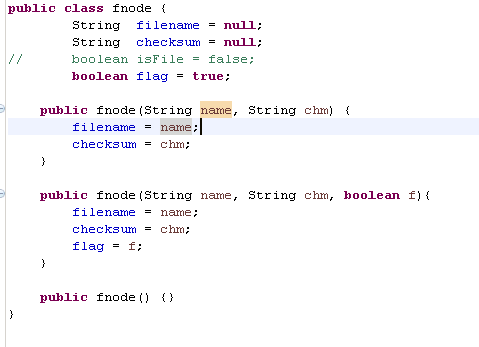 public class fnode {
        String  filename = null;
        String  checksum = null;
//      boolean isFile = false;
        boolean flag = true;

    public fnode(String name, String chm) {
        filename = name;
        checksum = chm;
    }

    public fnode(String name, String chm, boolean f){
        filename = name;
        checksum = chm;
        flag = f;
    }

    public fnode() {}
}